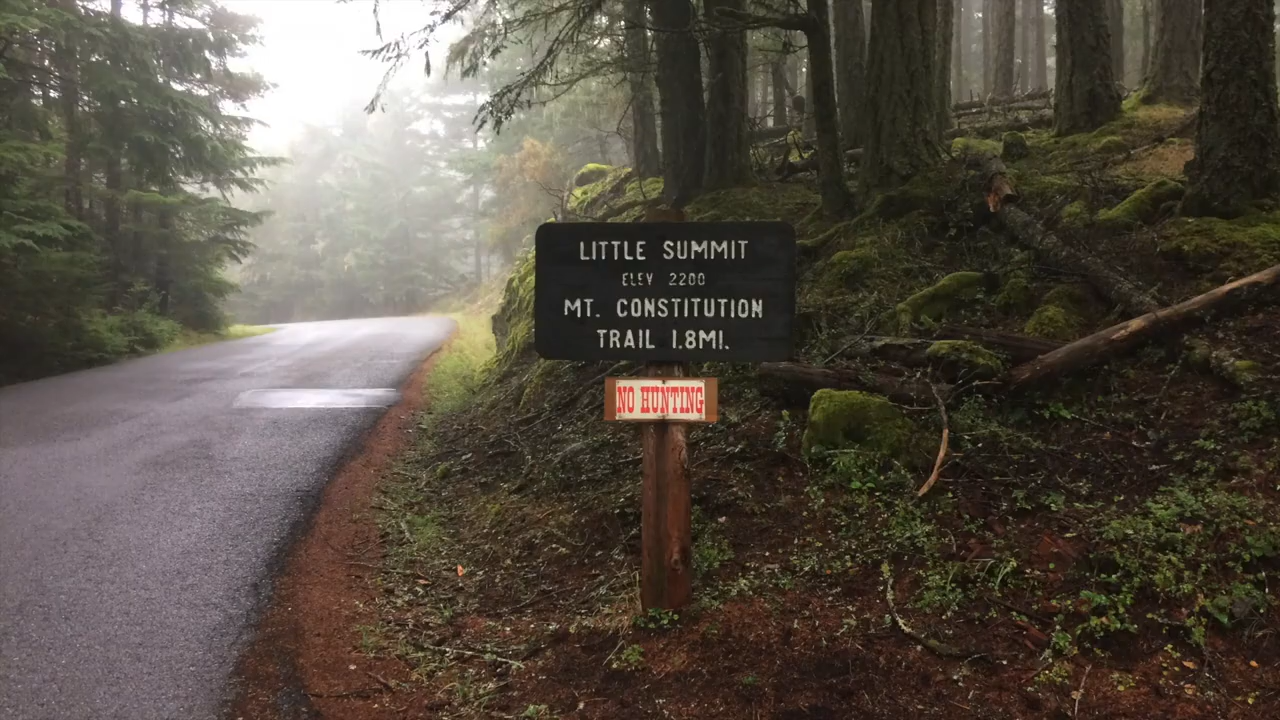 LITTLE SUMMIT
ELEV 2200
MT. CONSTITUTION
TRAIL 1.8MI.
NO HUNTING